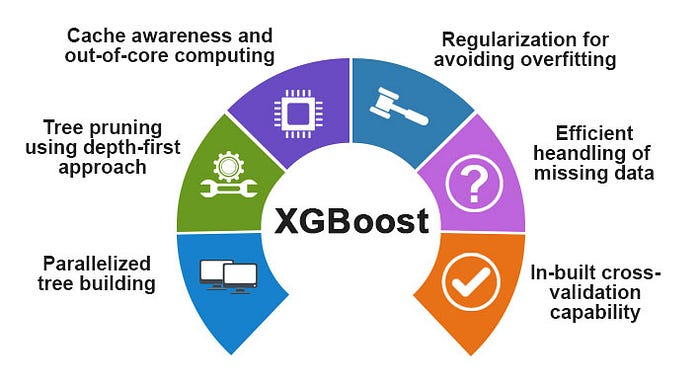 Cache awareness and
out-of-core computing
Regularization for
avoiding overfitting
Tree pruning
using depth-first
approach
Efficient
heandling of
missing data
?
XGBoost
Parallelized
tree building
In-built cross-
validation
capability